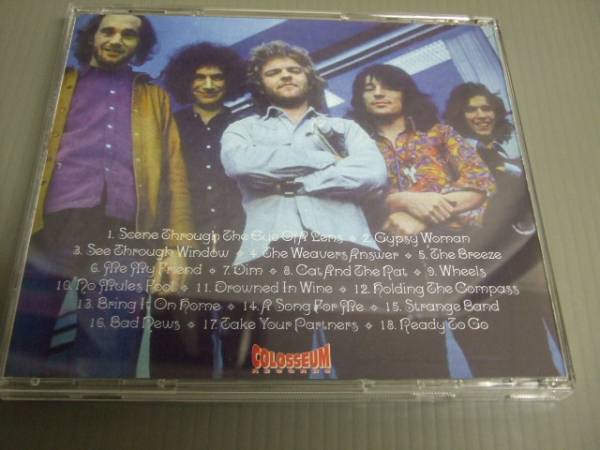 1. Scene Through The Eye Of A Lens ❖ 2. Gypsy Woman
3. See Through Window ❖ 4. The Weavers Answer ❖ 5. The Breeze
6. Me My Friend ❖ 7. Dim ❖ 8. Cat And The Rat ❖ 9. Wheels
10. No Mules Fool ❖ 11. Drowned In Wine ❖ 12. Holding The Compass
13. Bring It On Home ❖ 14. A Song For Me ❖ 15. Strange Band
16. Bad News ❖ 17. Take Your Partners ❖ 18. Ready To Go
COLOSSEUM
RECORDS